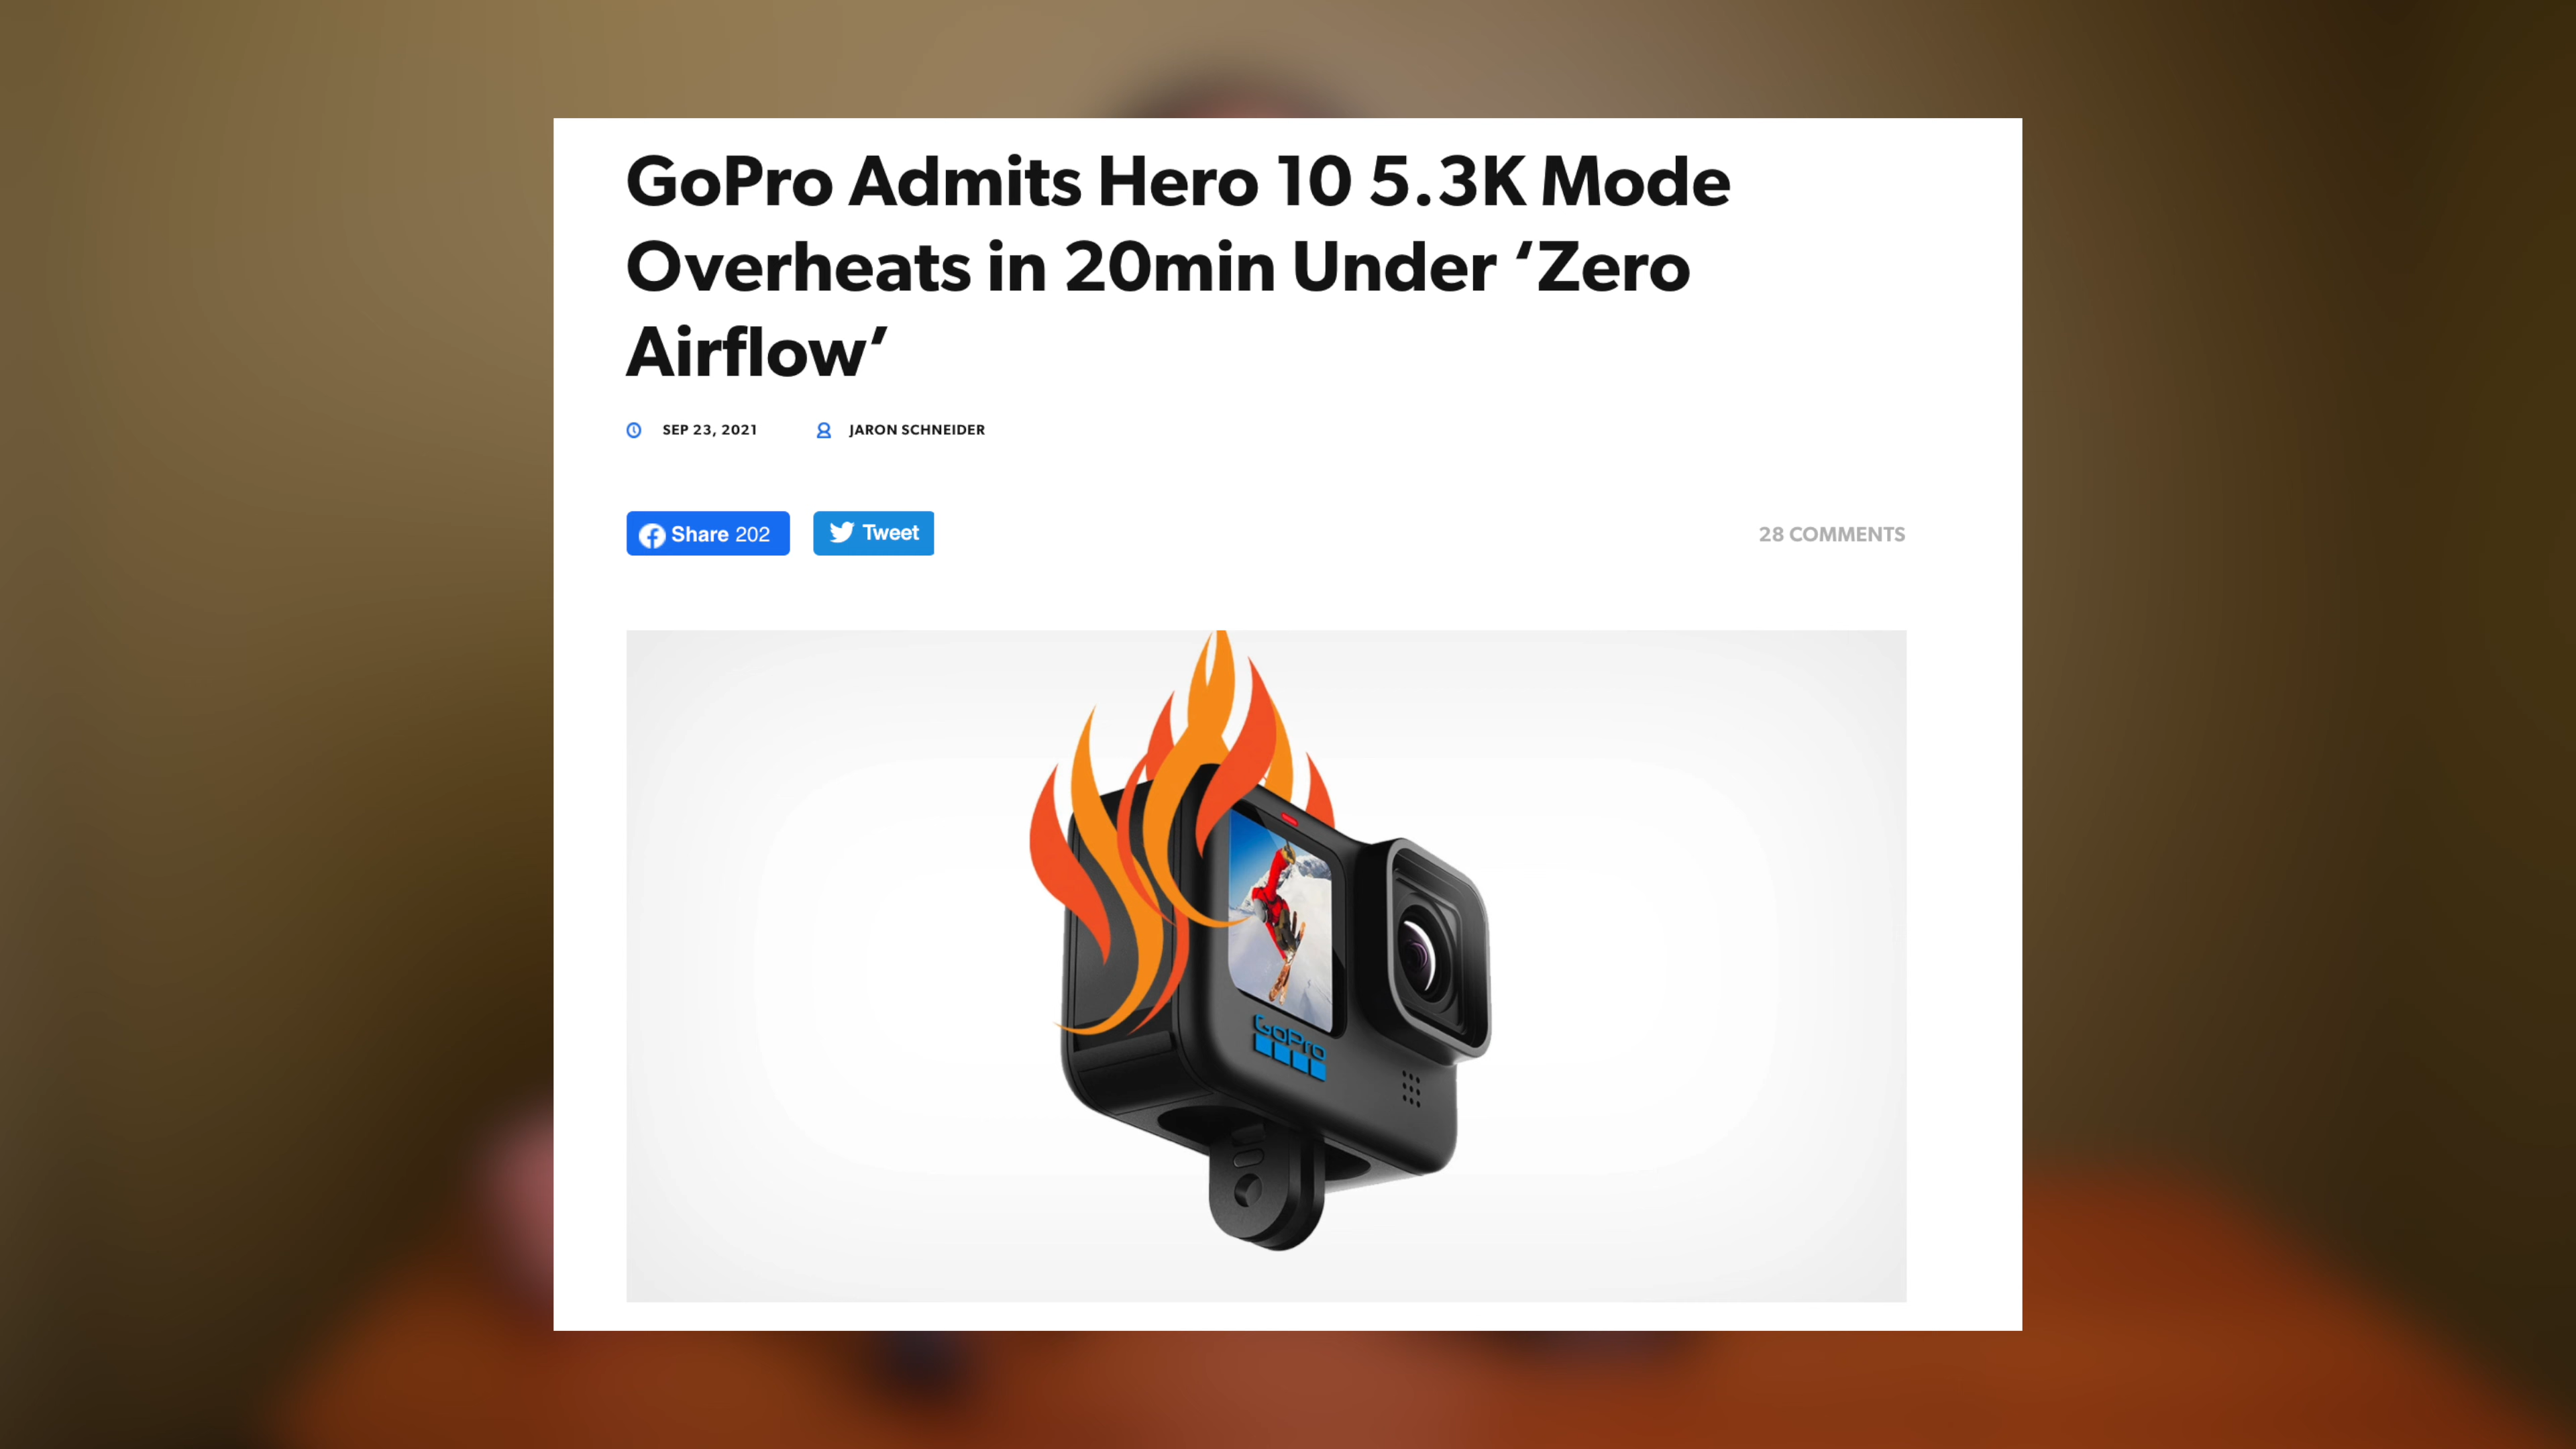 GoPro Admits Hero 10 5.3K Mode
Overheats in 20min Under ‘Zero
Airflow’
SEP 23, 2021 JARON SCHNEIDER
Share 202 Tweet 28 COMMENTS
GoPro